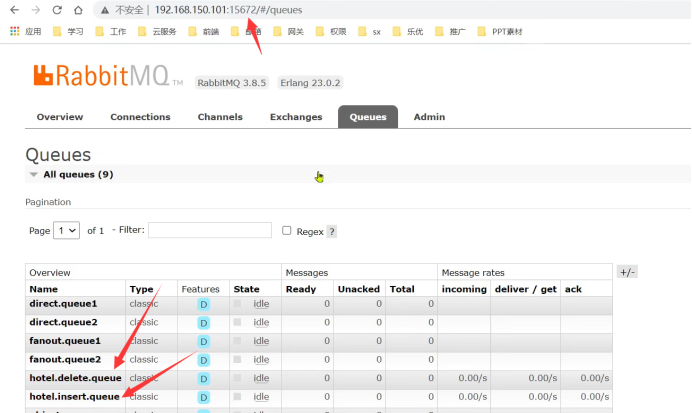 不安全 | 192.168.150.101:15672/#/queues
应用 学习 工作 云服务 前端 网关 权限 sx 乐优 推广 PPT素材
RabbitMQ TM RabbitMQ 3.8.5 Erlang 23.0.2
Overview Connections Channels Exchanges Queues Admin
Queues
All queues (9)
Pagination
Page 1 of 1 - Filter: Regex ?
Overview Messages Message rates +/-
Name Type Features State Ready Unacked Total incoming deliver / get ack
direct.queue1 classic D idle 0 0 0
direct.queue2 classic D idle 0 0 0
fanout.queue1 classic D idle 0 0 0
fanout.queue2 classic D idle 0 0 0
hotel.delete.queue classic D idle 0 0 0 0.00/s 0.00/s 0.00/s
hotel.insert.queue classic D idle 0 0 0 0.00/s 0.00/s 0.00/s